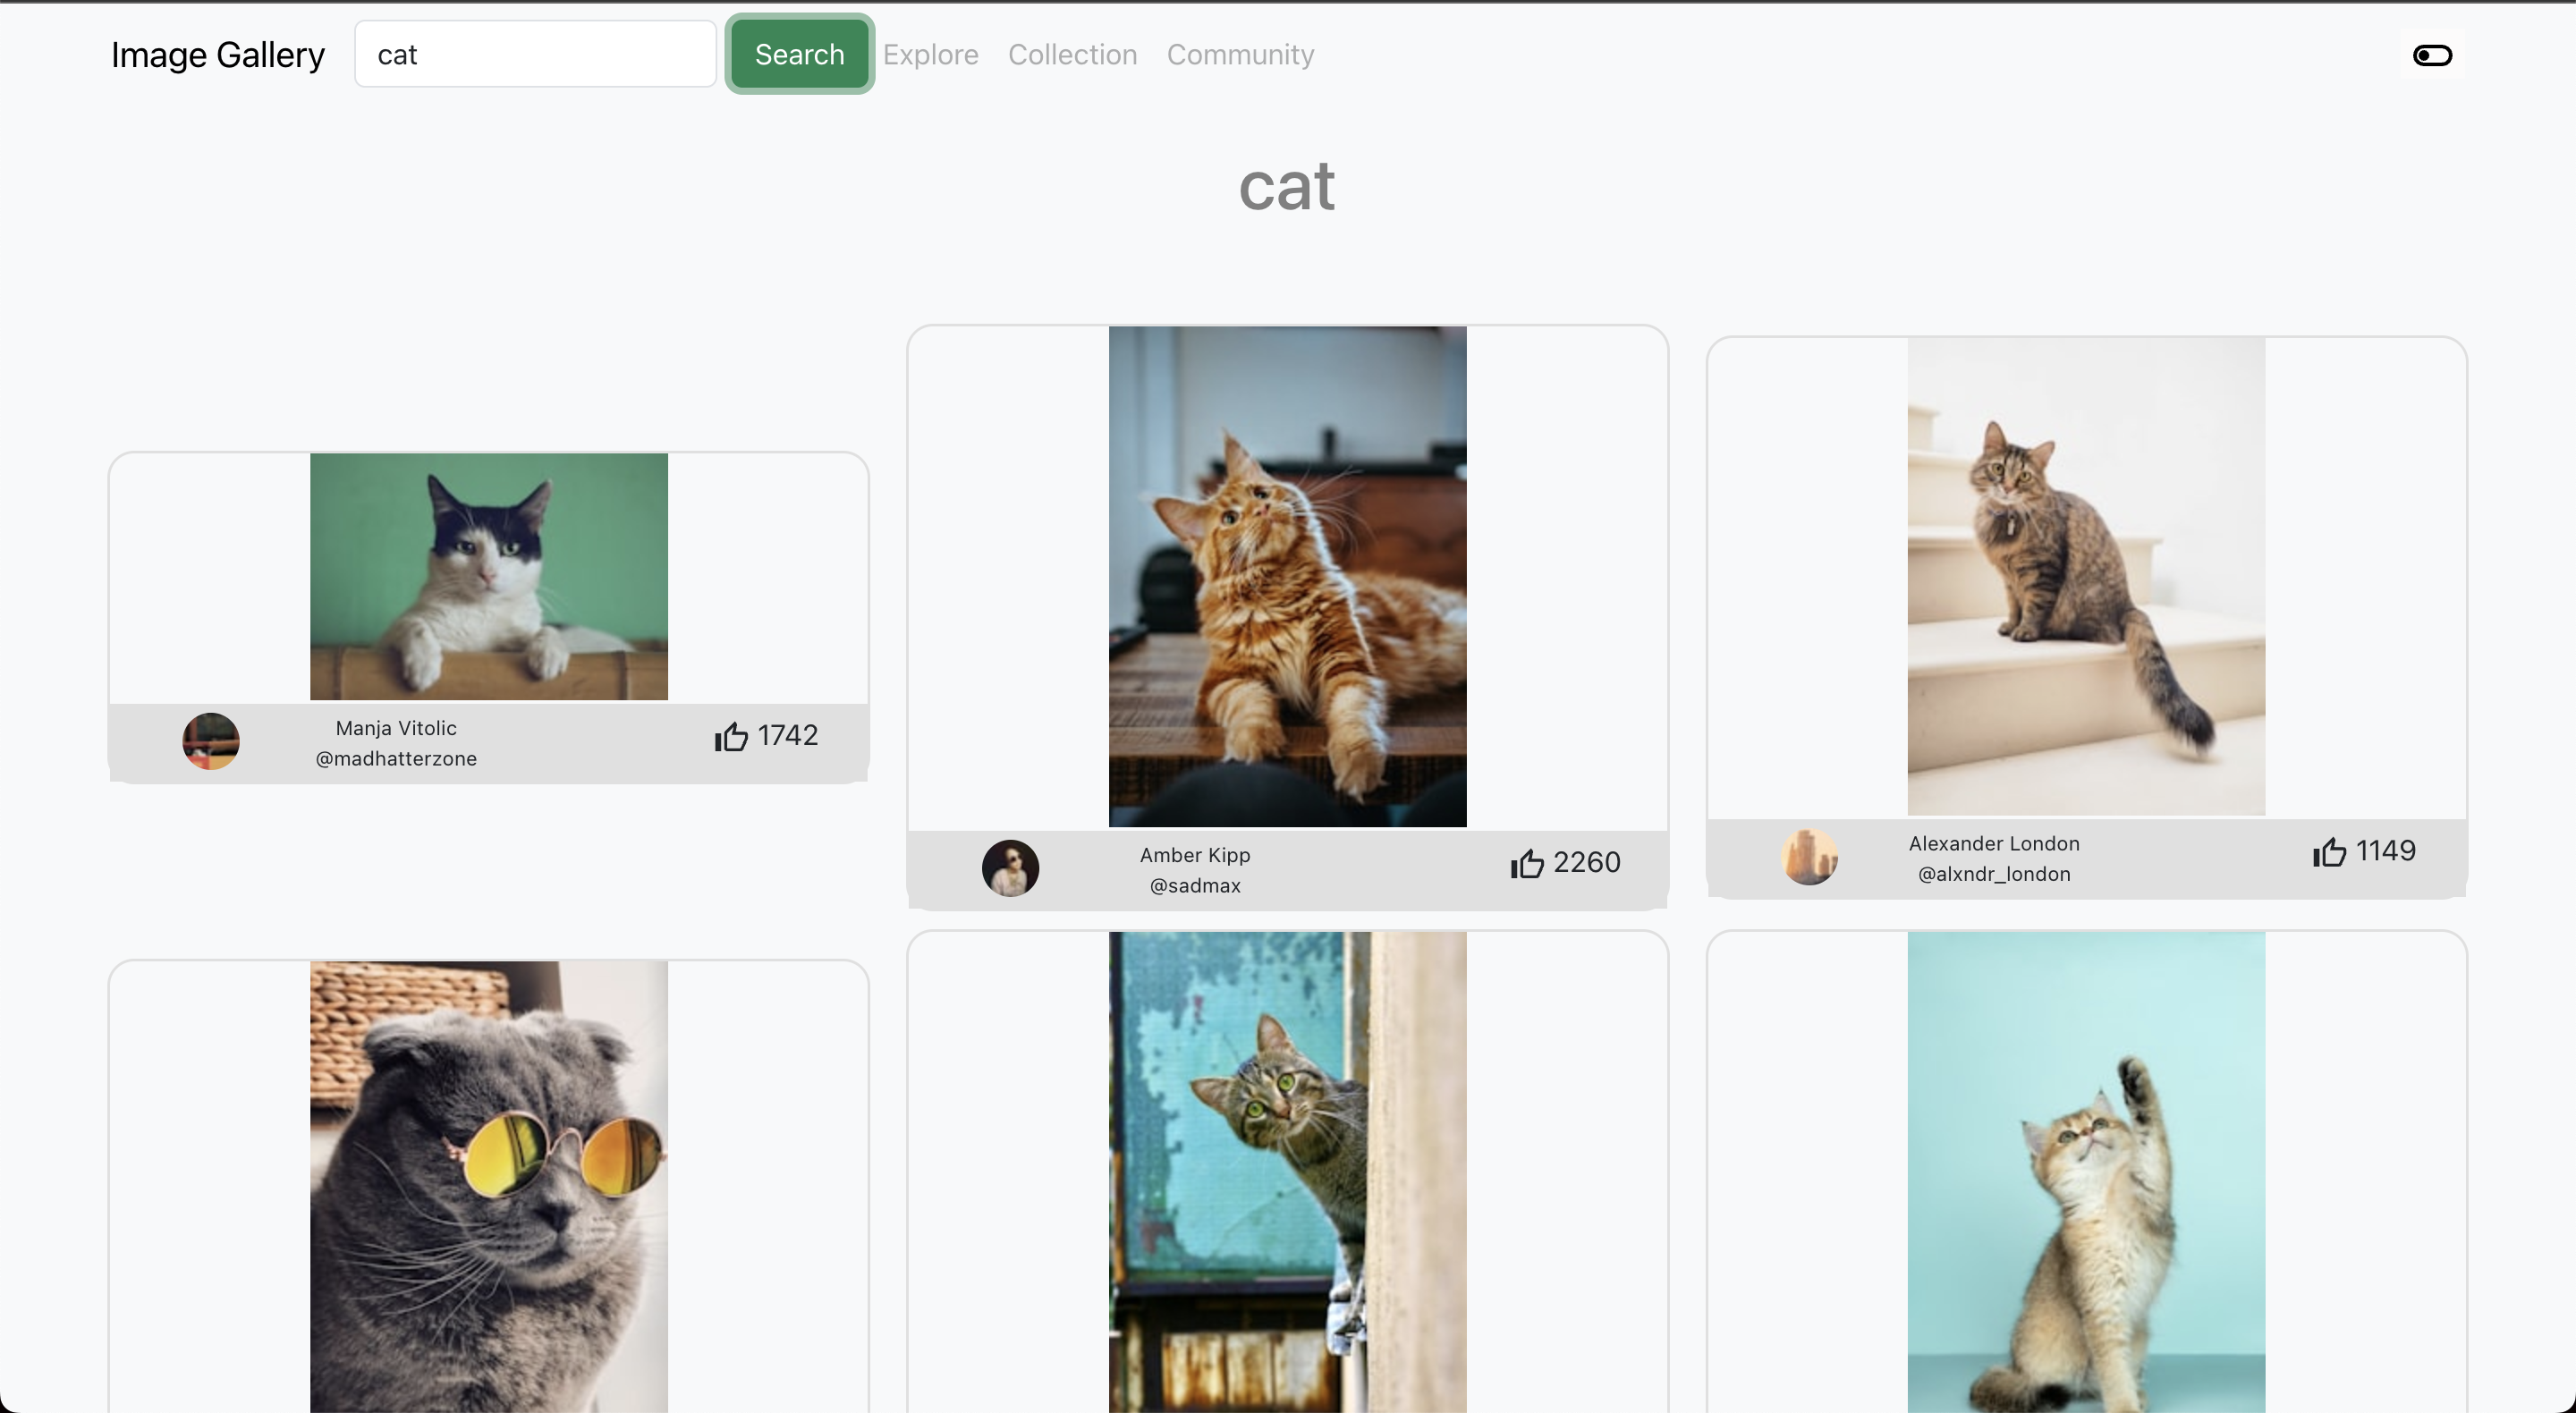 Image Gallery
cat
Search
Explore
Collection
Community
cat
Manja Vitolic
@madhatterzone
1742
Amber Kipp
@sadmax
2260
Alexander London
@alxndr_london
1149